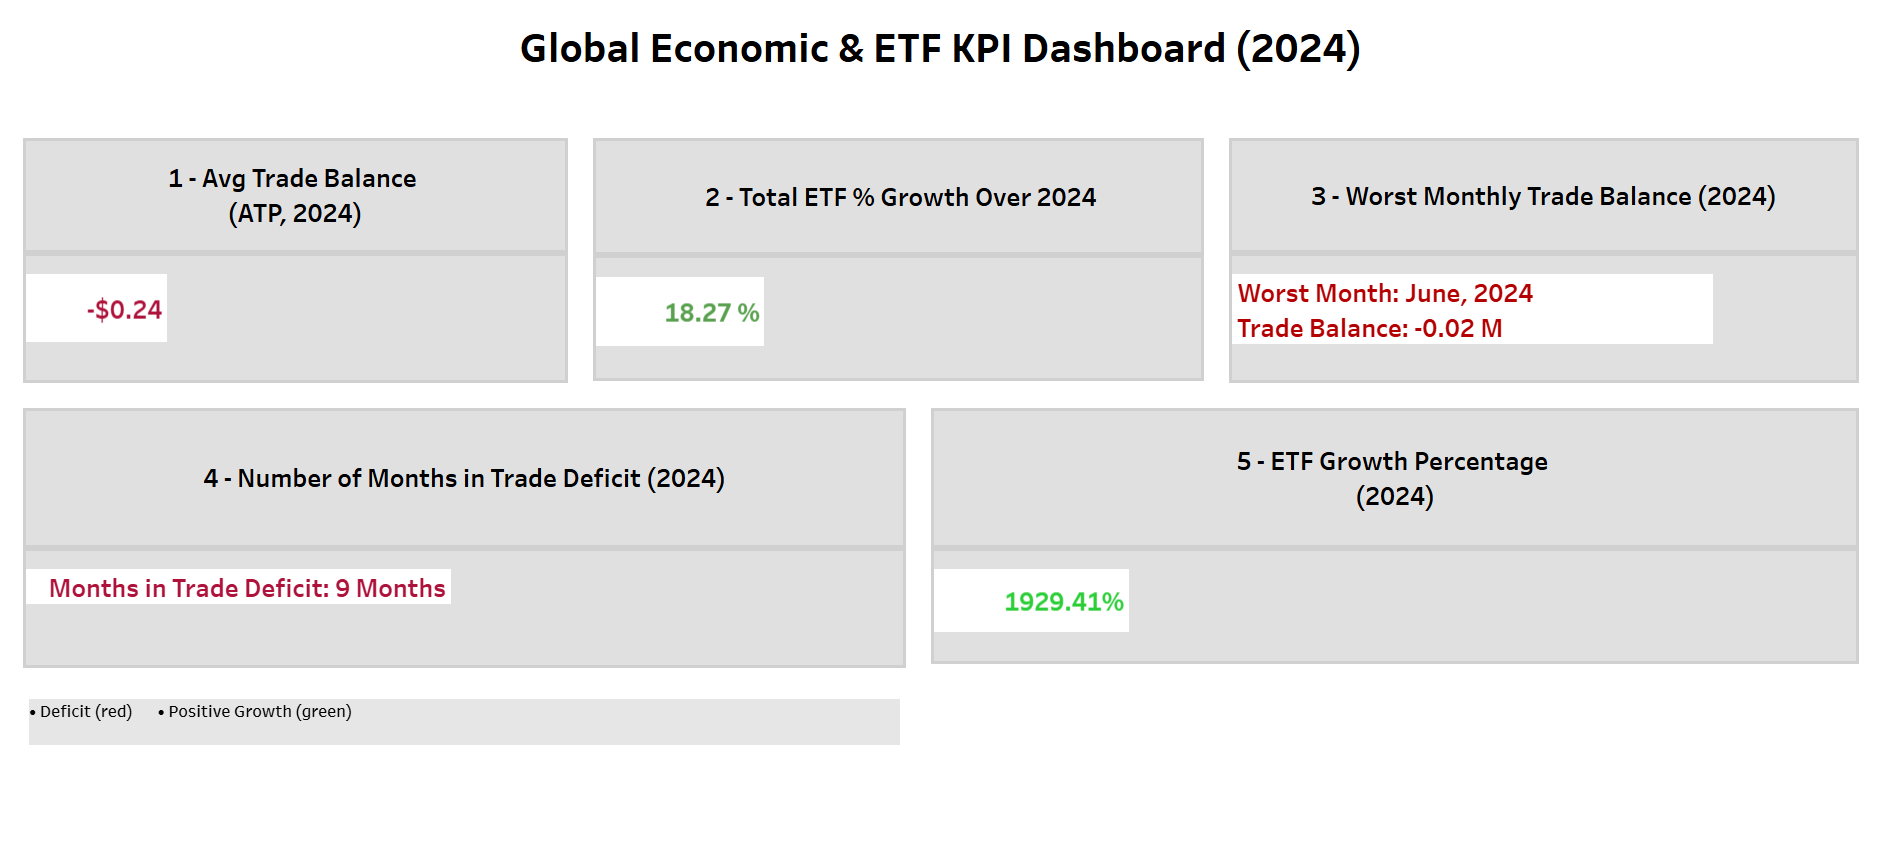 Global Economic & ETF KPI Dashboard (2024)
1 - Avg Trade Balance
(ATP, 2024)
-$0.24
2 - Total ETF % Growth Over 2024
18.27 %
3 - Worst Monthly Trade Balance (2024)
Worst Month: June, 2024
Trade Balance: -0.02 M
4 - Number of Months in Trade Deficit (2024)
Months in Trade Deficit: 9 Months
5 - ETF Growth Percentage
(2024)
1929.41%
• Deficit (red) • Positive Growth (green)